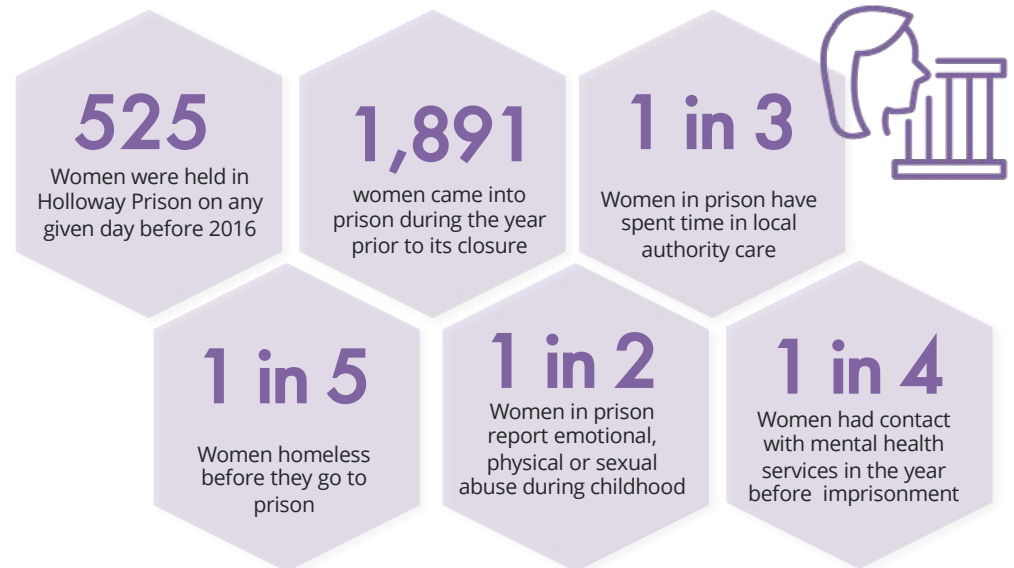 525
Women were held in
Holloway Prison on any
given day before 2016
1,891
women came into
prison during the year
prior to its closure
1 in 3
Women in prison have
spent time in local
authority care
1 in 5
Women homeless
before they go to
prison
1 in 2
Women in prison
report emotional,
physical or sexual
abuse during childhood
1 in 4
Women had contact
with mental health
services in the year
before  imprisonment